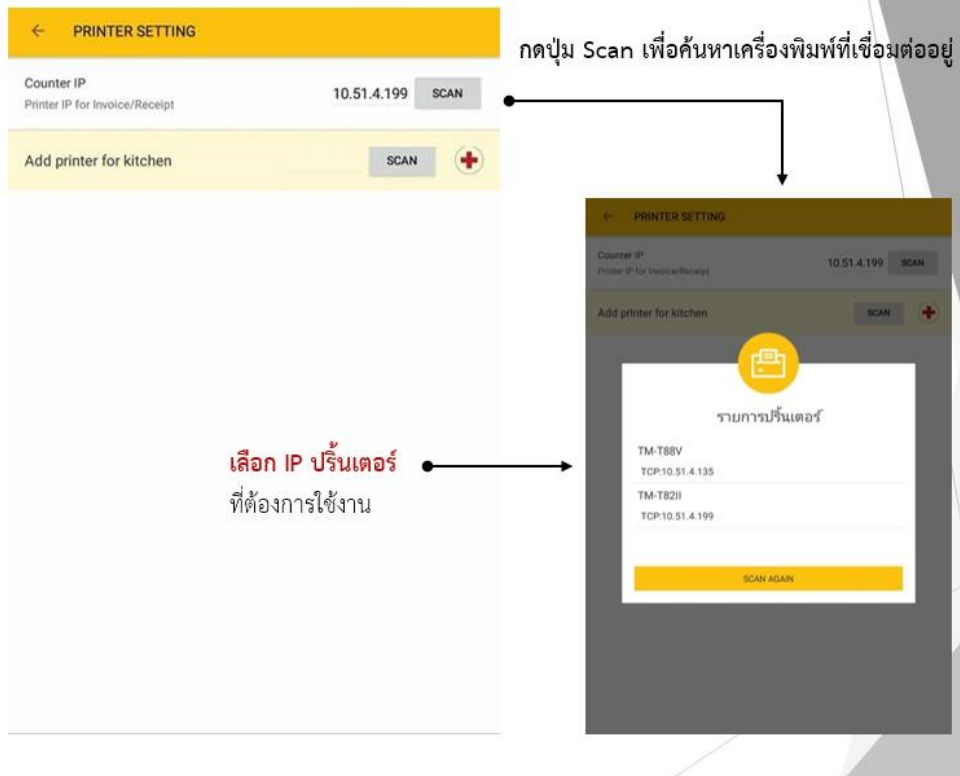 PRINTER SETTING
กดปุ่ม Scan เพื่อค้นหาเครื่องพิมพ์ที่เชื่อมต่ออยู่
Counter IP
Printer IP for Invoice/Receipt
10.51.4.199 SCAN
Add printer for kitchen SCAN
PRINTER SETTING
Counter IP
Printer IP for Invoice/Receipt
10.51.4.199 SCAN
Add printer for kitchen SCAN
รายการปริ้นเตอร์
TM-T88V
TCP:10.51.4.135
TM-T82II
TCP:10.51.4.199
SCAN AGAIN
เลือก IP ปริ้นเตอร์
ที่ต้องการใช้งาน